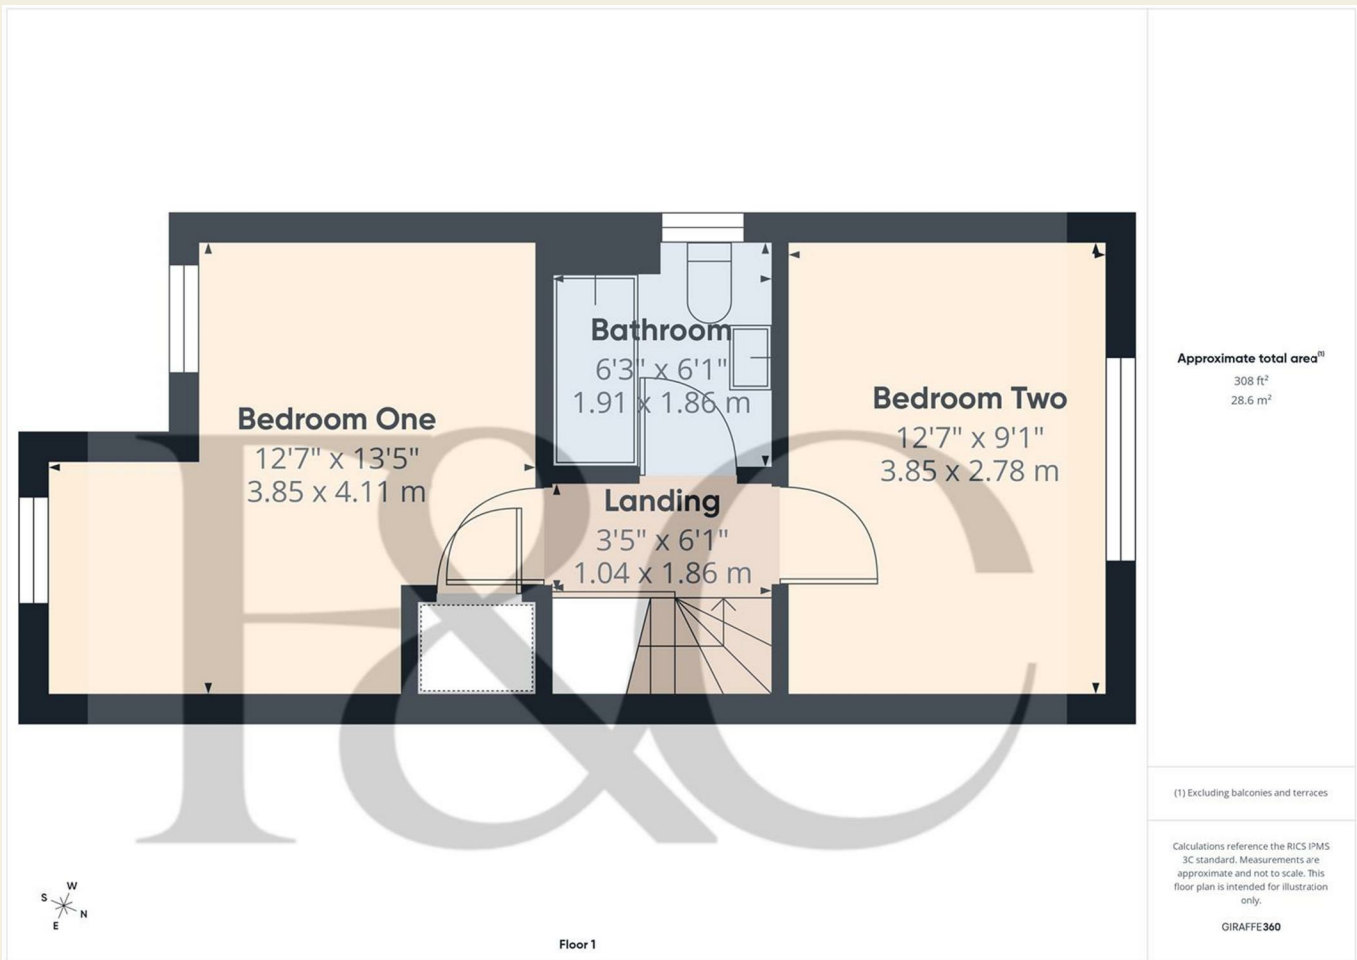 Bedroom One
12'7" x 13'5"
3.85 x 4.11 m
Bathroom
6'3" x 6'1"
1.91 x 1.86 m
Landing
3'5" x 6'1"
1.04 x 1.86 m
Bedroom Two
12'7" x 9'1"
3.85 x 2.78 m
F&C
Approximate total area(1)
308 ft²
28.6 m²
(1) Excluding balconies and terraces
Calculations reference the RICS IPMS
3C standard. Measurements are
approximate and not to scale. This
floor plan is intended for illustration
only.
GIRAFFE360
W
S
N
E
Floor 1